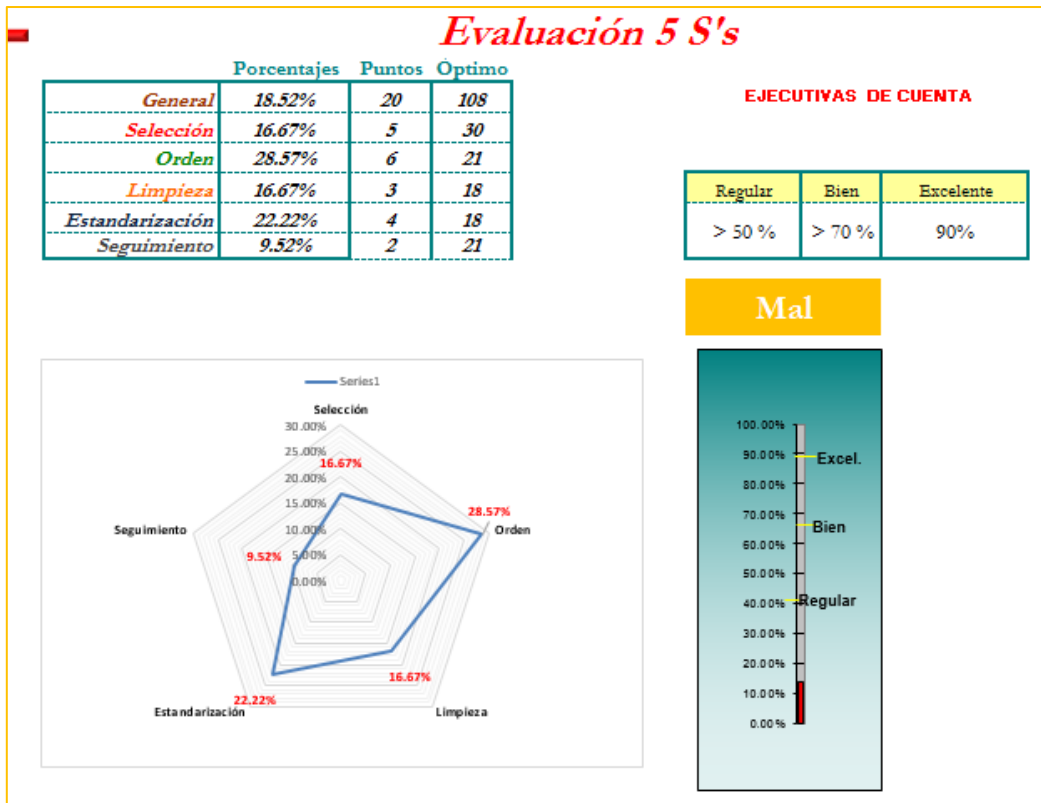 Evaluación 5 S's
Porcentajes Puntos Óptimo
General 18.52% 20 108
Selección 16.67% 5 30
Orden 28.57% 6 21
Limpieza 16.67% 3 18
Estandarización 22.22% 4 18
Seguimiento 9.52% 2 21
EJECUTIVAS DE CUENTA
Regular Bien Excelente
> 50 % > 70 % 90%
Mal
Series1
Selección
30.00%
25.00%
16.67%
20.00%
15.00%
28.57%
Seguimiento
10.00%
Orden
9.52%
5.00%
0.00%
16.67%
22.22%
Estandarización
Limpieza
100.00%
90.00%
Excel.
80.00%
70.00%
Bien
60.00%
50.00%
40.00%
Regular
30.00%
20.00%
10.00%
0.00%